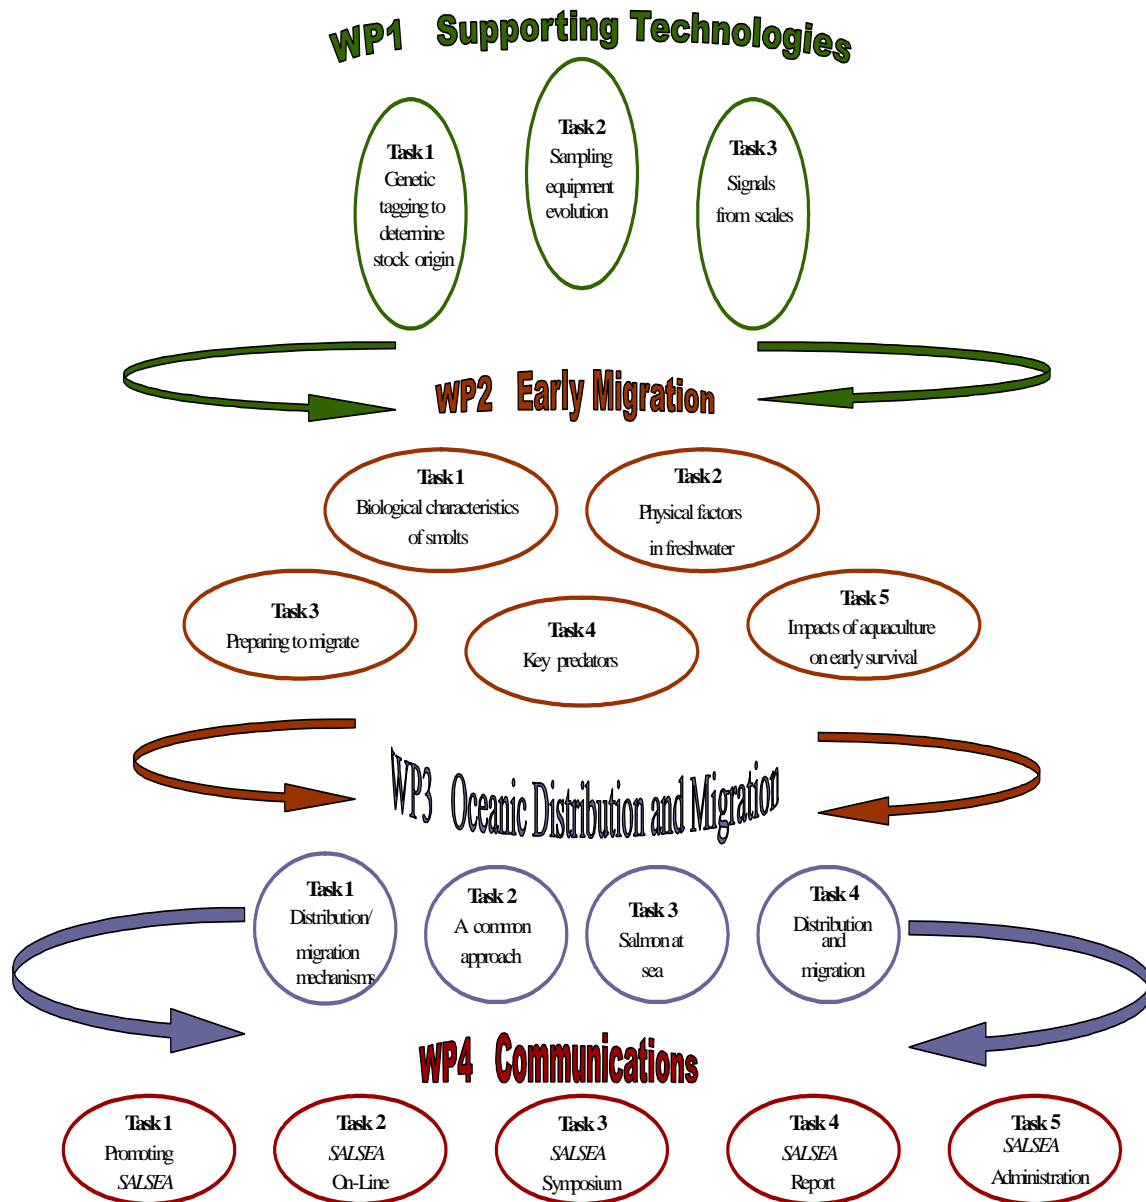 WP1 Supporting Technologies
Task 1
Genetic
tagging to
determine
stock origin
Task 2
Sampling
equipment
evolution
Task 3
Signals
from scales
WP2 Early Migration
Task 1
Biological characteristics
of smolts
Task 2
Physical factors
in freshwater
Task 3
Preparing to migrate
Task 4
Key predators
Task 5
Impacts of aquaculture
on early survival
WP3 Oceanic Distribution and Migration
Task 1
Distribution/
migration
mechanisms
Task 2
A common
approach
Task 3
Salmon at
sea
Task 4
Distribution
and
migration
WP4 Communications
Task 1
Promoting
SALSEA
Task 2
SALSEA
On-Line
Task 3
SALSEA
Symposium
Task 4
SALSEA
Report
Task 5
SALSEA
Administration